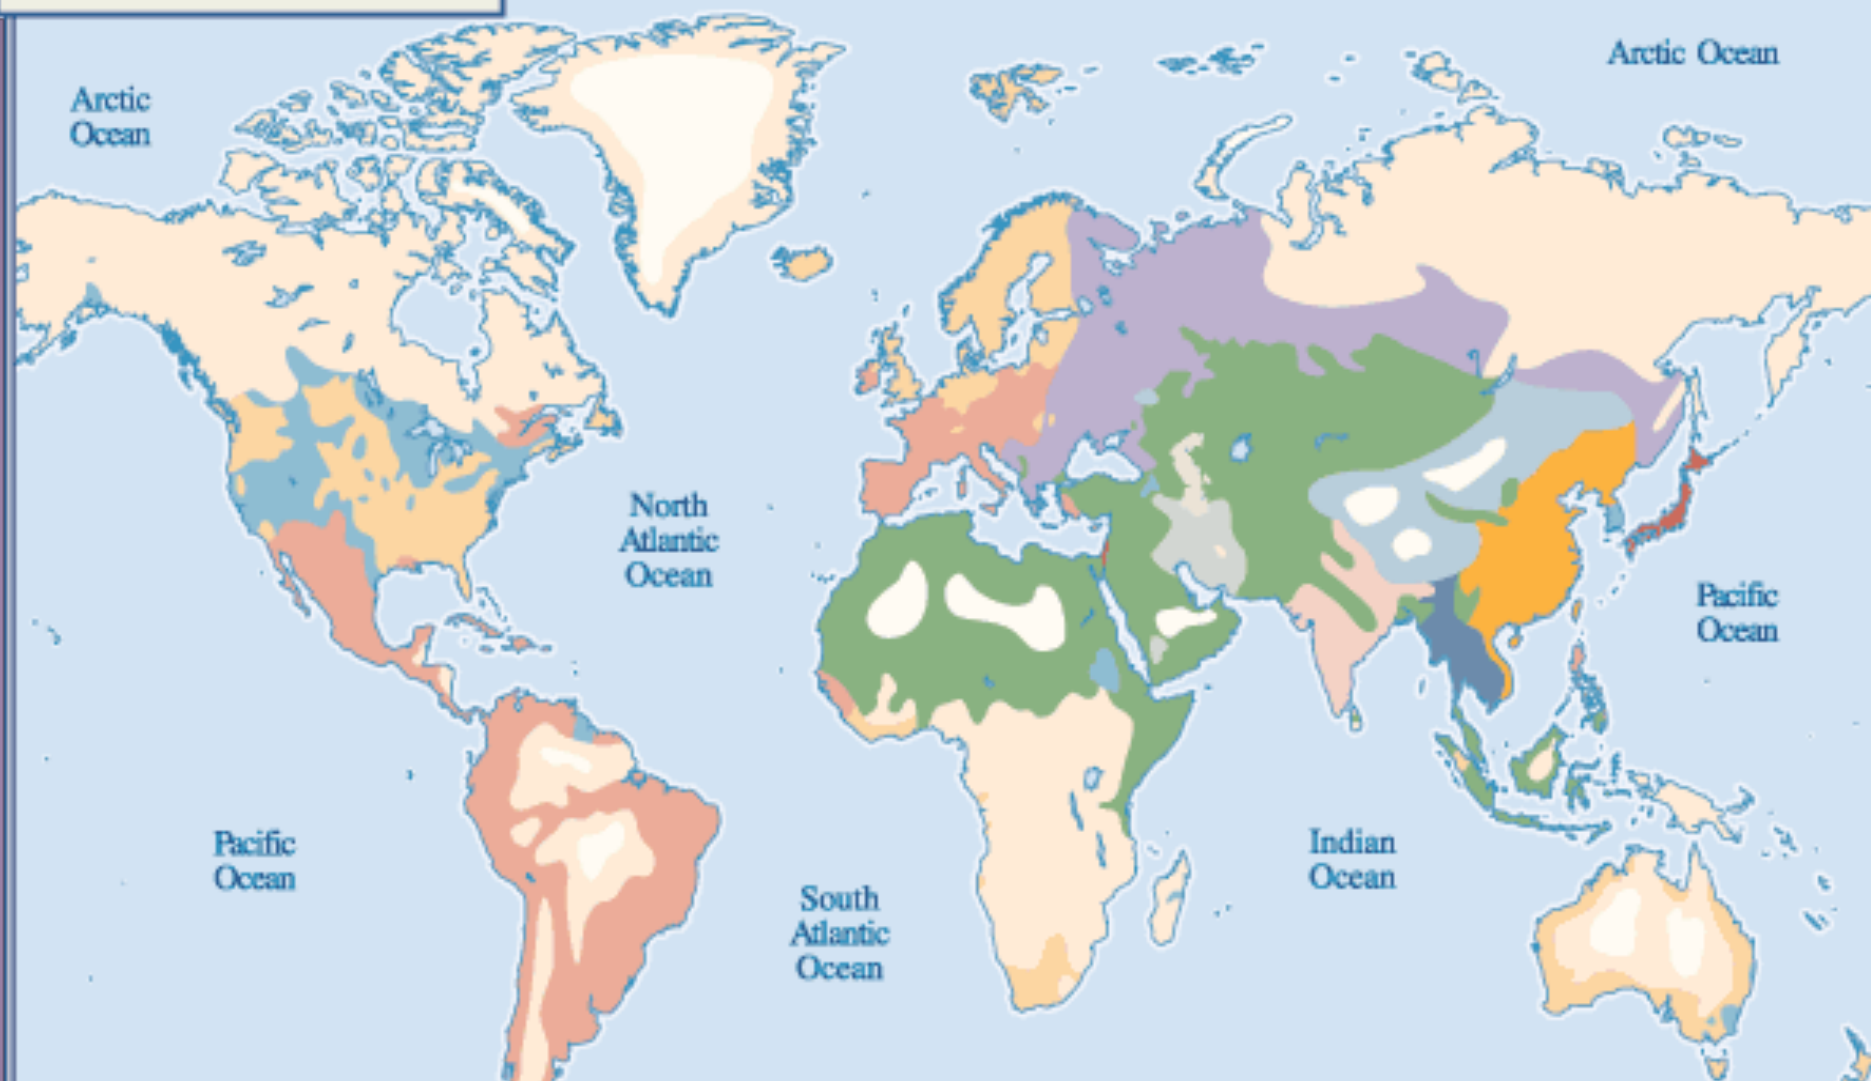 Arctic Ocean
Arctic
Ocean
North
Atlantic
Ocean
Pacific
Ocean
Pacific
Ocean
Indian
Ocean
South
Atlantic
Ocean